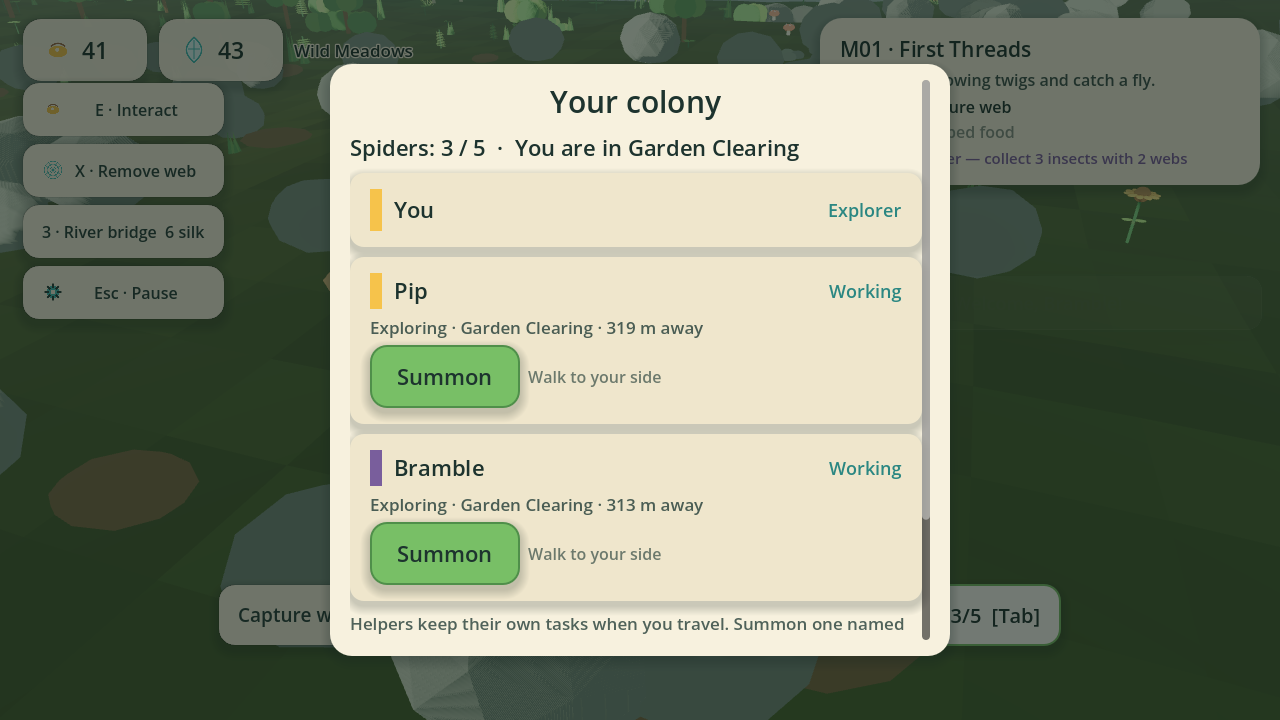 41
43
Wild Meadows
E · Interact
X · Remove web
3 · River bridge 6 silk
Esc · Pause
M01 · First Threads
twigs and catch a fly.
web
food
— collect 3 insects with 2 webs
Your colony
Spiders: 3 / 5 · You are in Garden Clearing
You
Explorer
Pip
Working
Exploring · Garden Clearing · 319 m away
Summon
Walk to your side
Bramble
Working
Exploring · Garden Clearing · 313 m away
Summon
Walk to your side
Helpers keep their own tasks when you travel. Summon one named
Capture
3/5 [Tab]